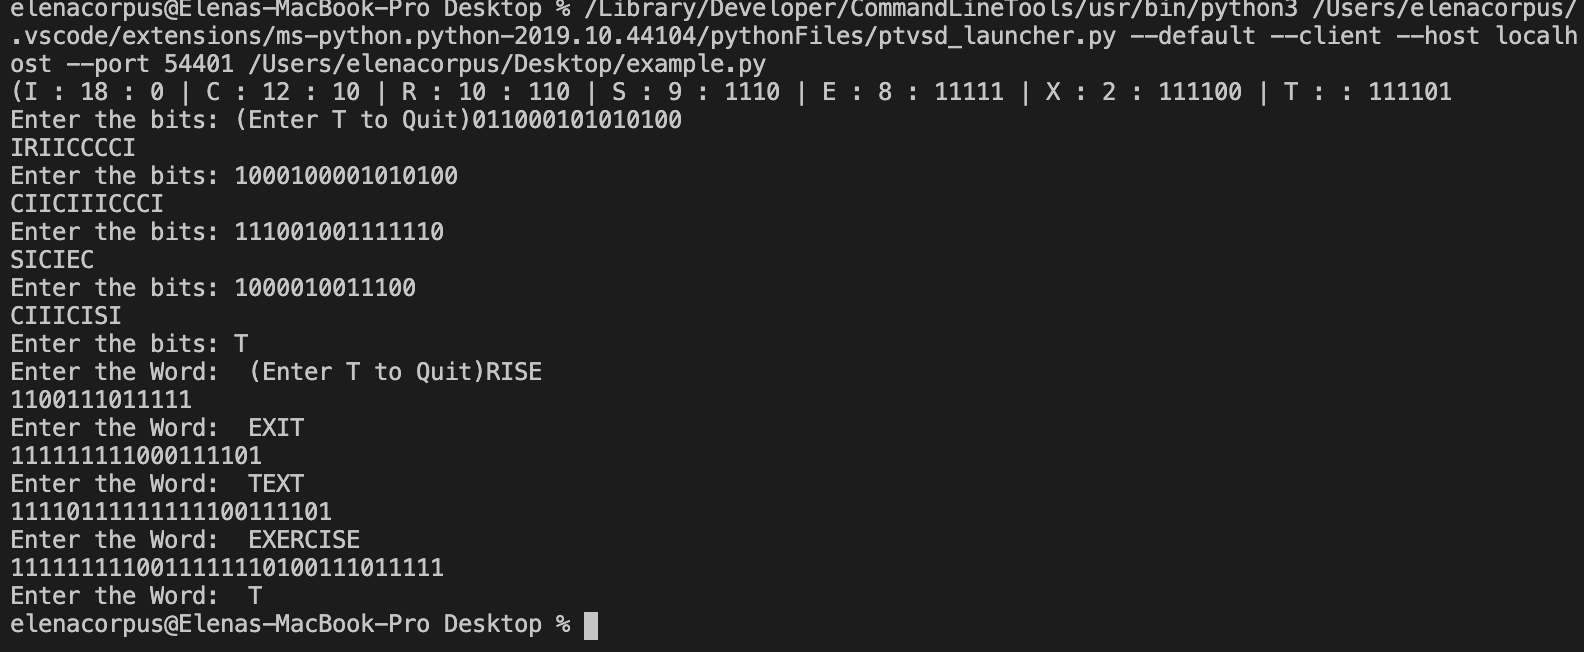 elenacorpus@Elenas-MacBook-Pro Desktop % /Library/Developer/CommandLineTools/usr/bin/python3 /Users/elenacorpus/
.vscode/extensions/ms-python.python-2019.10.44104/pythonFiles/ptvsd_launcher.py --default --client --host localh
ost --port 54401 /Users/elenacorpus/Desktop/example.py
(I : 18 : 0 | C : 12 : 10 | R : 10 : 110 | S : 9 : 1110 | E : 8 : 11111 | X : 2 : 111100 | T : : 111101
Enter the bits: (Enter T to Quit)011000101010100
IRIICCCCI
Enter the bits: 1000100001010100
CIICIIICCCI
Enter the bits: 111001001111110
SICIEC
Enter the bits: 1000010011100
CIIICISI
Enter the bits: T
Enter the Word:  (Enter T to Quit)RISE
1100111011111
Enter the Word:  EXIT
111111111000111101
Enter the Word:  TEXT
11110111111111100111101
Enter the Word:  EXERCISE
1111111110011111110100111011111
Enter the Word:  T
elenacorpus@Elenas-MacBook-Pro Desktop %